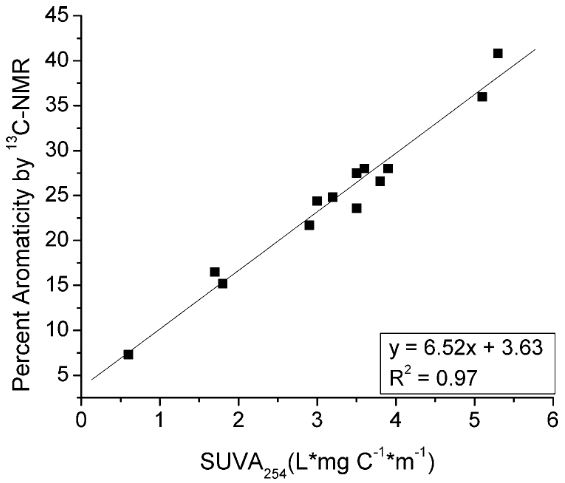 45
40
35
30
25
20
15
10
5
Percent Aromaticity by ¹³C-NMR
y = 6.52x + 3.63
R² = 0.97
0 1 2 3 4 5 6
SUVA₂₅₄(L*mg C⁻¹*m⁻¹)